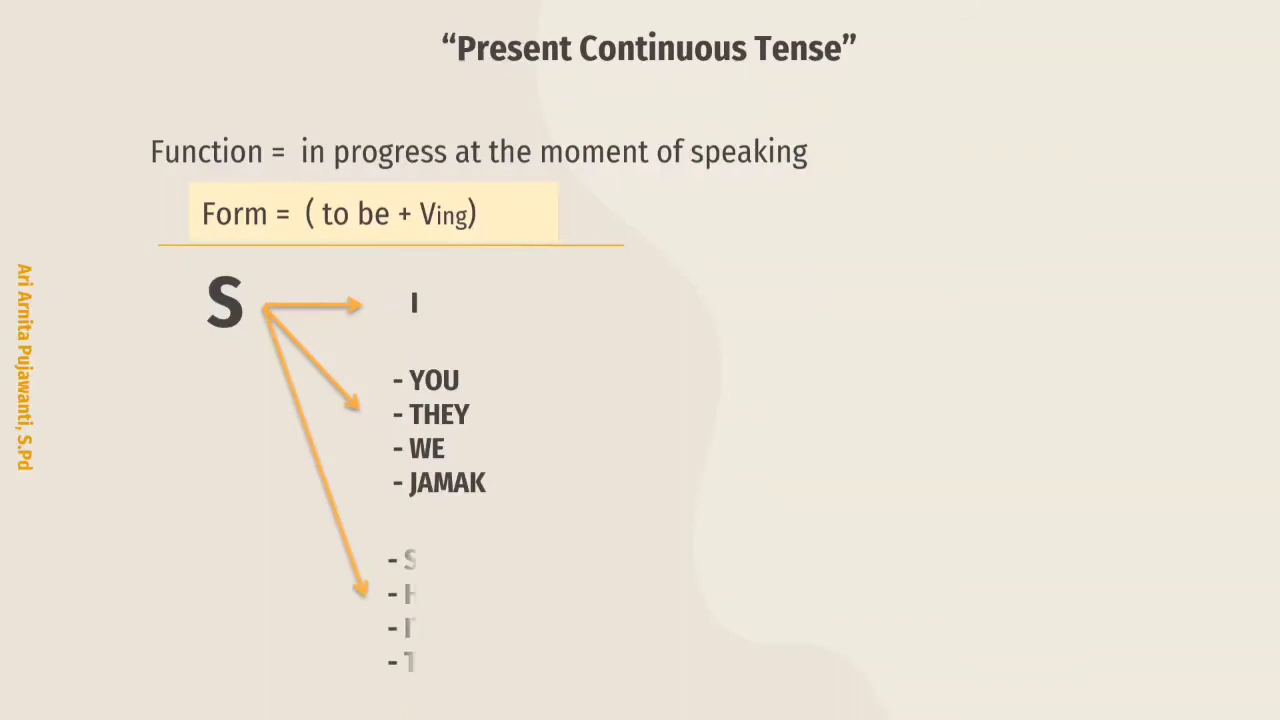 “Present Continuous Tense”
Function = in progress at the moment of speaking
Form = ( to be + Ving)
S
I
- YOU
- THEY
- WE
- JAMAK
Ari Arnita Pujawanti, S.Pd